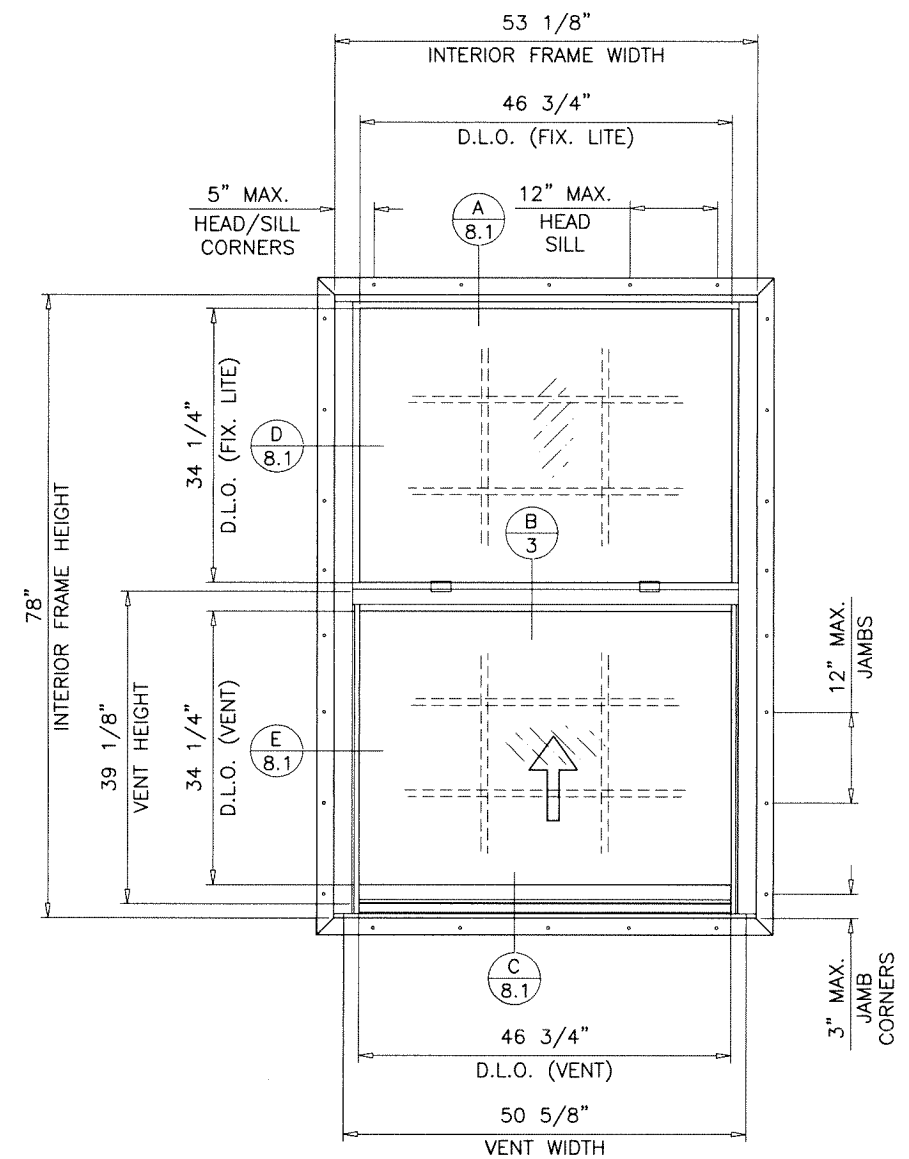 53 1/8"
INTERIOR FRAME WIDTH
46 3/4"
D.L.O. (FIX. LITE)
5" MAX.
HEAD/SILL
CORNERS
12" MAX.
HEAD
SILL
A
8.1
78"
INTERIOR FRAME HEIGHT
34 1/4"
D.L.O. (FIX. LITE)
D
8.1
B
3
39 1/8"
VENT HEIGHT
34 1/4"
D.L.O. (VENT)
E
8.1
12" MAX.
JAMBS
C
8.1
3" MAX.
JAMB
CORNERS
46 3/4"
D.L.O. (VENT)
50 5/8"
VENT WIDTH